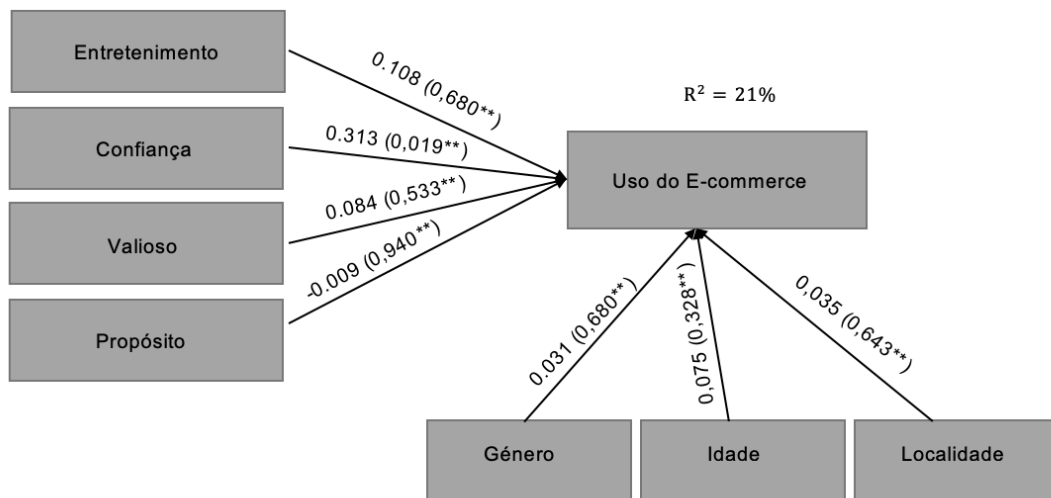 Entretenimento
0.108 (0,680**)
R² = 21%
Confiança
0.313 (0,019**)
Uso do E-commerce
Valioso
0.084 (0,533**)
-0.009 (0,940**)
Propósito
0.031 (0,680**)
0,075 (0,328**)
0,035 (0,643**)
Género
Idade
Localidade